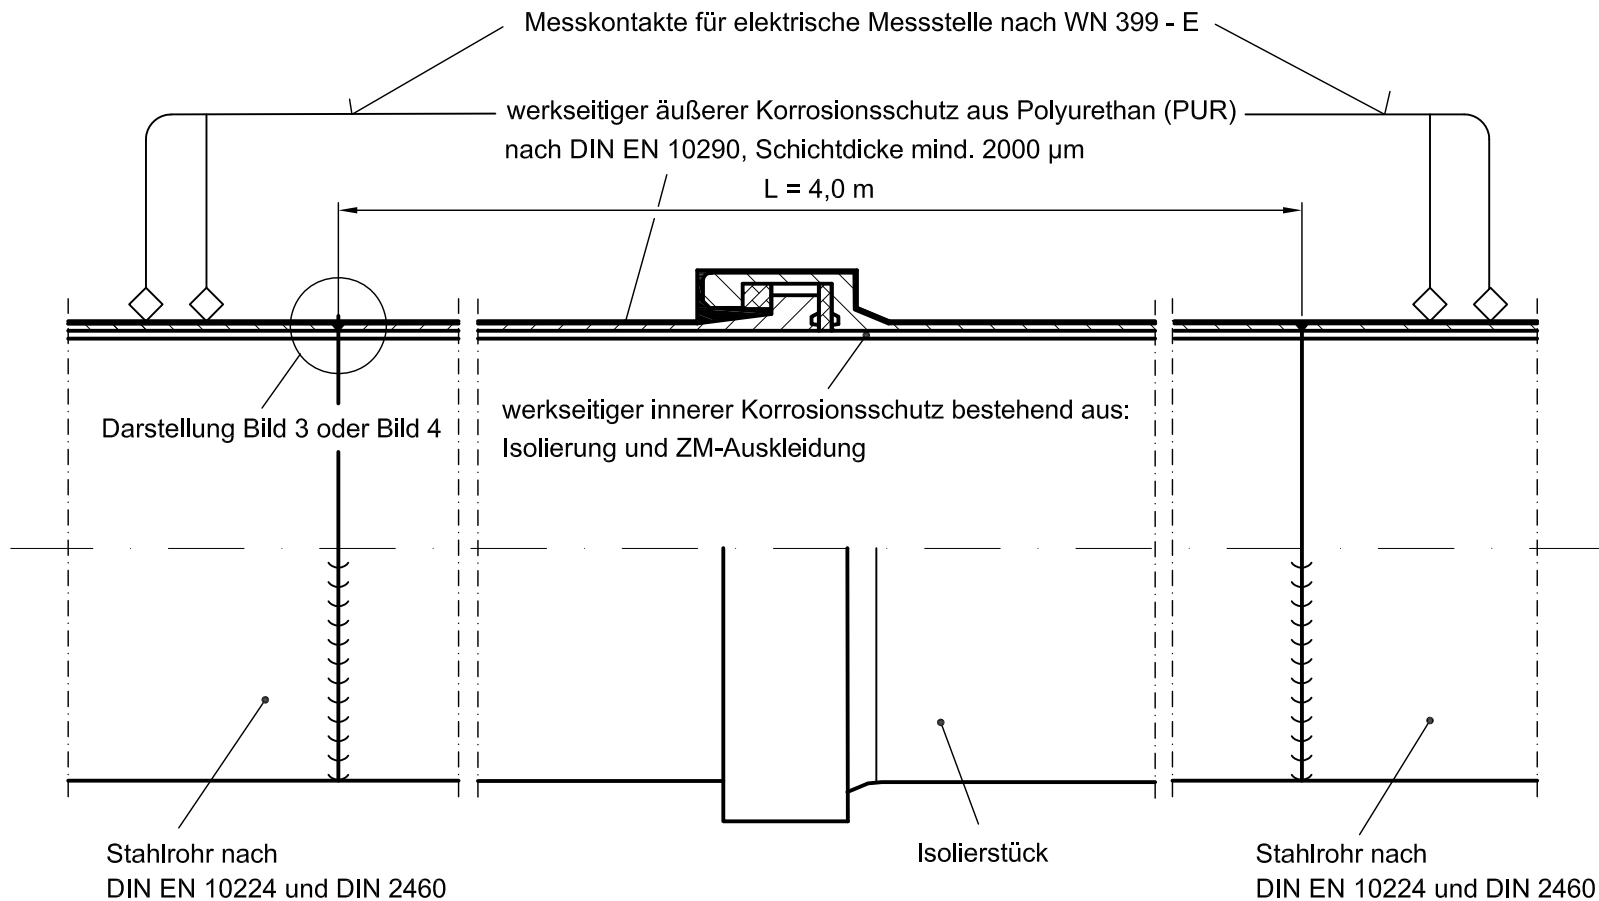 Messkontakte für elektrische Messstelle nach WN 399 - E
werkseitiger äußerer Korrosionsschutz aus Polyurethan (PUR)
nach DIN EN 10290, Schichtdicke mind. 2000 µm
L = 4,0 m
Darstellung Bild 3 oder Bild 4
werkseitiger innerer Korrosionsschutz bestehend aus:
Isolierung und ZM-Auskleidung
Stahlrohr nach
DIN EN 10224 und DIN 2460
Isolierstück
Stahlrohr nach
DIN EN 10224 und DIN 2460